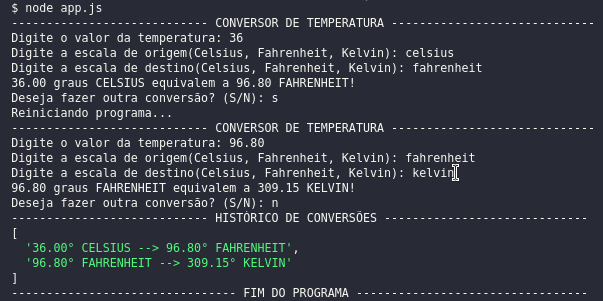 $ node app.js
---------------------------- CONVERSOR DE TEMPERATURA -----------------------------
Digite o valor da temperatura: 36
Digite a escala de origem(Celsius, Fahrenheit, Kelvin): celsius
Digite a escala de destino(Celsius, Fahrenheit, Kelvin): fahrenheit
36.00 graus CELSIUS equivalem a 96.80 FAHRENHEIT!
Deseja fazer outra conversão? (S/N): s
Reiniciando programa...
---------------------------- CONVERSOR DE TEMPERATURA -----------------------------
Digite o valor da temperatura: 96.80
Digite a escala de origem(Celsius, Fahrenheit, Kelvin): fahrenheit
Digite a escala de destino(Celsius, Fahrenheit, Kelvin): kelvin
96.80 graus FAHRENHEIT equivalem a 309.15 KELVIN!
Deseja fazer outra conversão? (S/N): n
---------------------------- HISTÓRICO DE CONVERSÕES -----------------------------
[
  '36.00° CELSIUS --> 96.80° FAHRENHEIT',
  '96.80° FAHRENHEIT --> 309.15° KELVIN'
]
-------------------------------- FIM DO PROGRAMA ---------------------------------